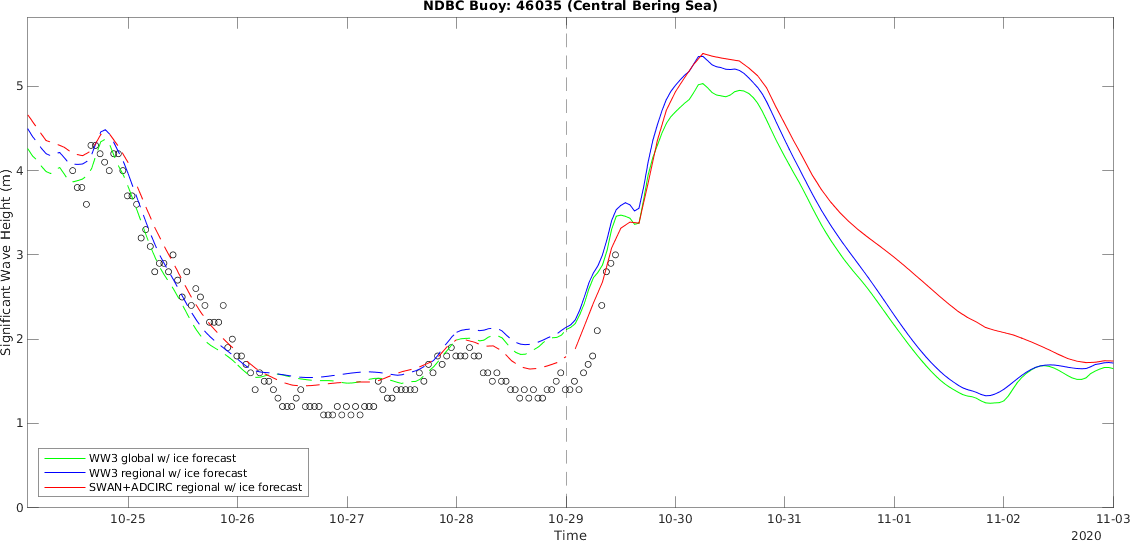 NDBC Buoy: 46035 (Central Bering Sea)
Significant Wave Height (m)
5
4
3
2
1
0
WW3 global w/ ice forecast
WW3 regional w/ ice forecast
SWAN+ADCIRC regional w/ ice forecast
10-25 10-26 10-27 10-28 10-29 10-30 10-31 11-01 11-02 11-03
Time
2020